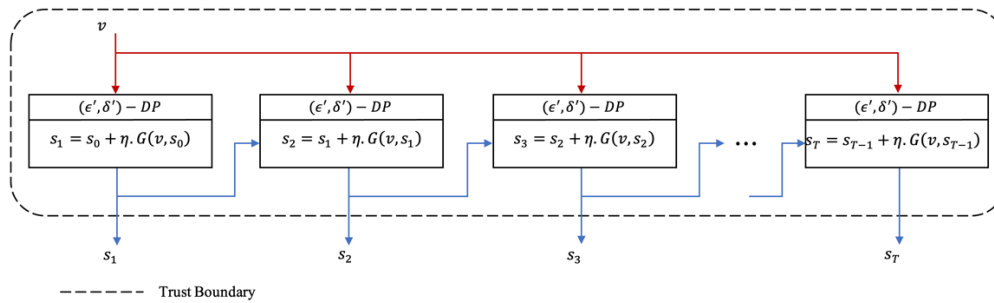 v
(ϵ′, δ′) – DP
(ϵ′, δ′) – DP
(ϵ′, δ′) – DP
(ϵ′, δ′) – DP
s₁ = s₀ + η. G(v, s₀)
s₂ = s₁ + η. G(v, s₁)
s₃ = s₂ + η. G(v, s₂)
...
s_T = s_{T−1} + η. G(v, s_{T−1})
s₁
s₂
s₃
s_T
Trust Boundary